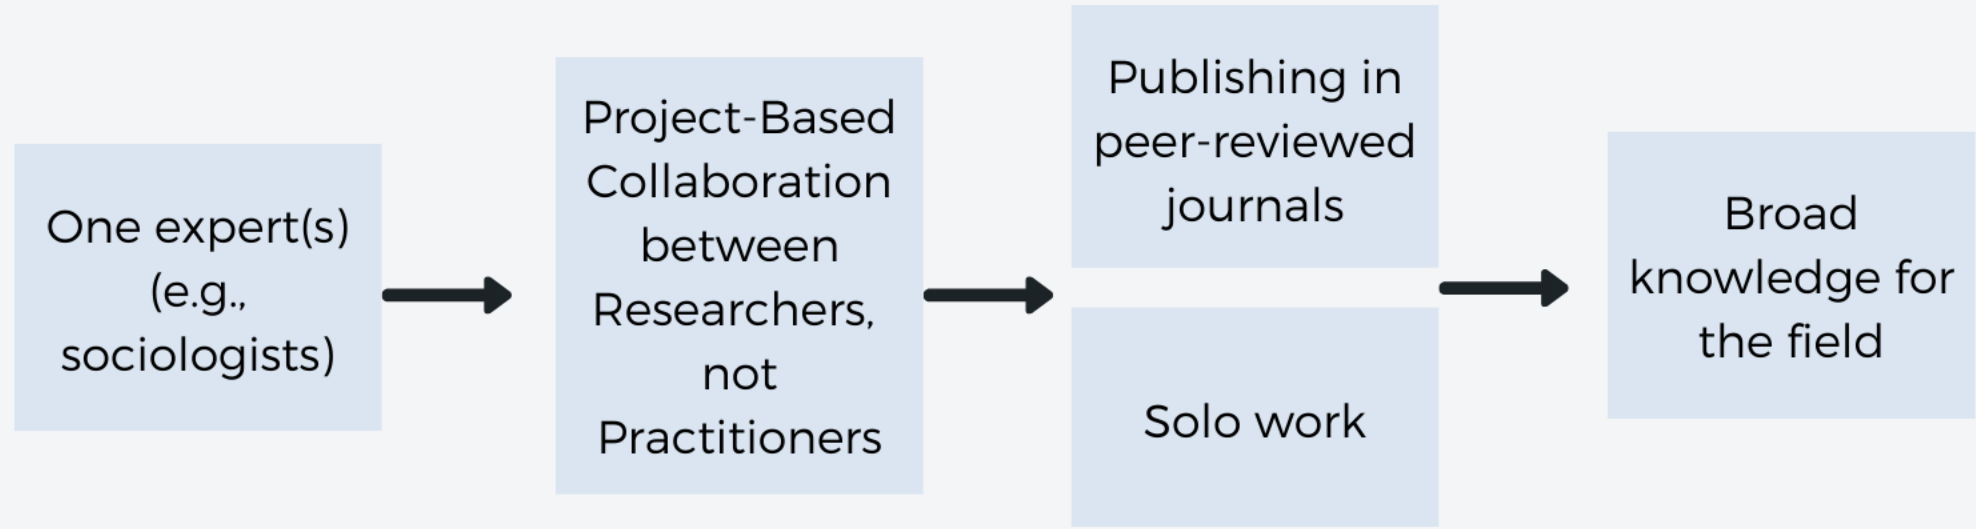 One expert(s)
(e.g.,
sociologists)
Project-Based
Collaboration
between
Researchers,
not
Practitioners
Publishing in
peer-reviewed
journals
Solo work
Broad
knowledge for
the field